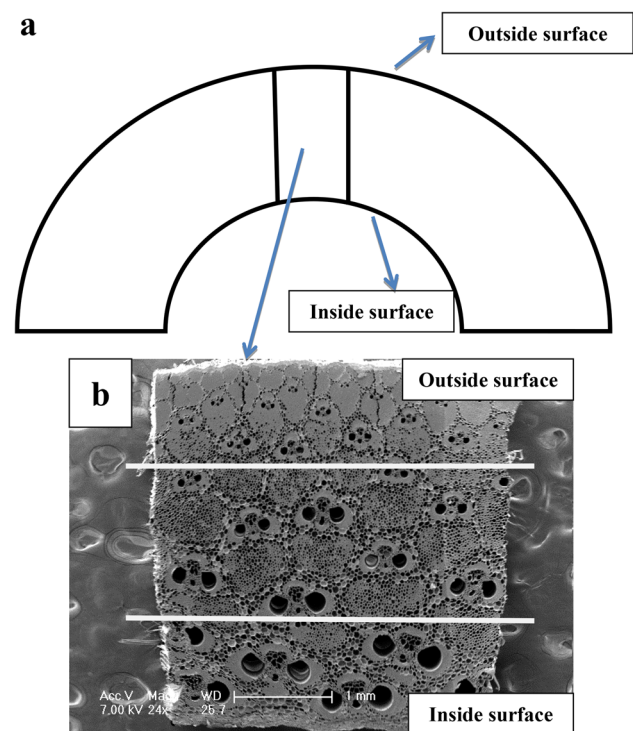 a
Outside surface
Inside surface
b
Outside surface
Acc.V Mag WD 1 mm
7.00 kV 24x 25.7
Inside surface